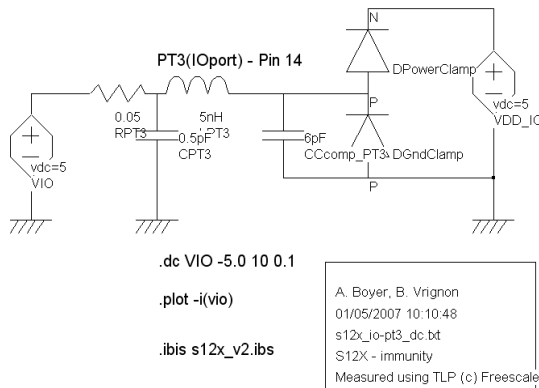 PT3(IOport) - Pin 14
N
DPowerClamp
P
vdc=5
VDD_IO
0.05
RPT3
5nH
LPT3
0.5pF
CPT3
6pF
CCcomp_PT3
DGndClamp
P
vdc=5
VIO
.dc VIO -5.0 10 0.1
.plot -i(vio)
.ibis s12x_v2.ibs
A. Boyer, B. Vrignon
01/05/2007 10:10:48
s12x_io-pt3_dc.txt
S12X - immunity
Measured using TLP (c) Freescale